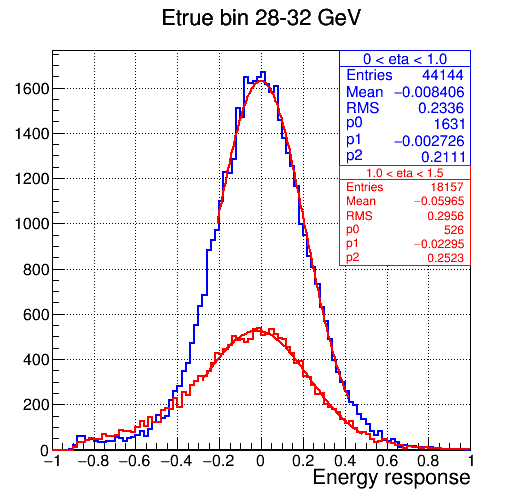 Etrue bin 28-32 GeV
0 < eta < 1.0
Entries 44144
Mean −0.008406
RMS 0.2336
p0 1631
p1 −0.002726
p2 0.2111
1.0 < eta < 1.5
Entries 18157
Mean −0.05965
RMS 0.2956
p0 526
p1 −0.02295
p2 0.2523
1600
1400
1200
1000
800
600
400
200
0
−1 −0.8 −0.6 −0.4 −0.2 0 0.2 0.4 0.6 0.8 1
Energy response